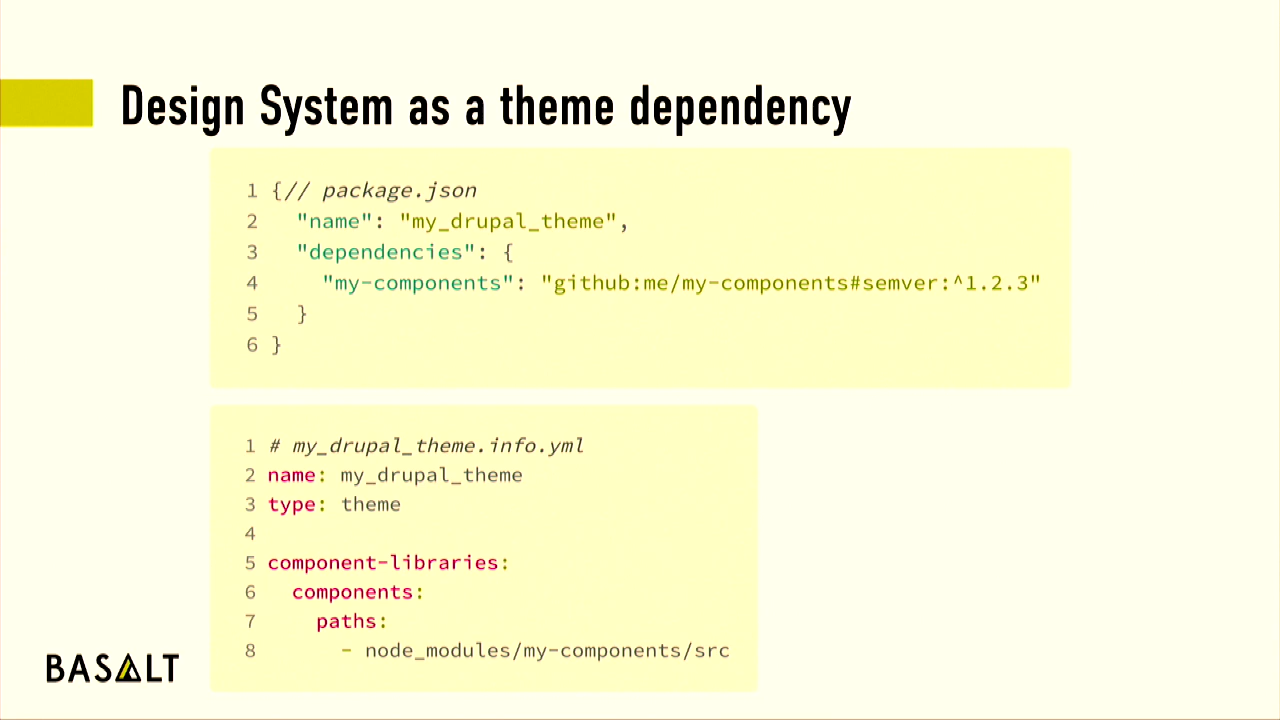 Design System as a theme dependency
1 {// package.json
2   "name": "my_drupal_theme",
3   "dependencies": {
4     "my-components": "github:me/my-components#semver:^1.2.3"
5   }
6 }
1 # my_drupal_theme.info.yml
2 name: my_drupal_theme
3 type: theme
4
5 component-libraries:
6   components:
7     paths:
8       - node_modules/my-components/src
BASALT